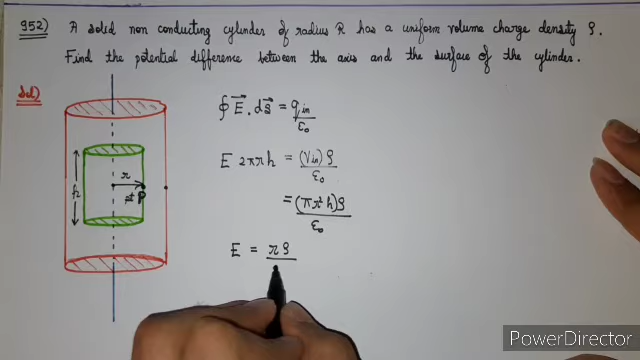 952) A solid non conducting cylinder of radius R has a uniform volume charge density ρ.
Find the potential difference between the axis and the surface of the cylinder.
Sol)
∮ E⃗ . dS⃗ = q_in / ε₀
E 2πrh = (V_in) ρ / ε₀
h
r
P
= (πr² h) ρ / ε₀
E = rρ
PowerDirector